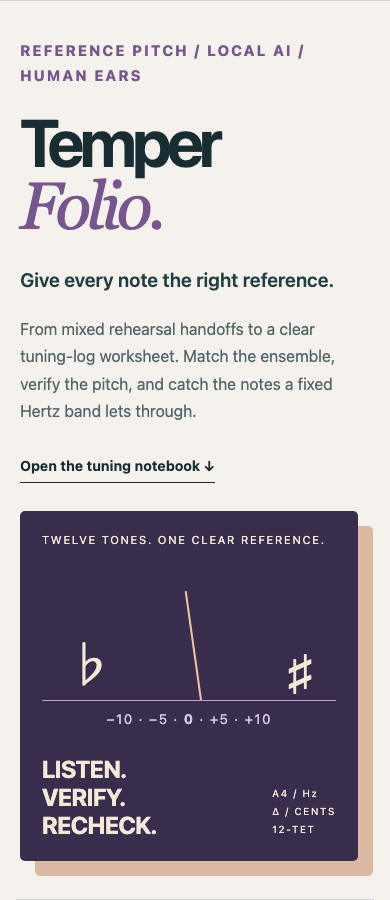 REFERENCE PITCH / LOCAL AI /
HUMAN EARS
Temper
Folio.
Give every note the right reference.
From mixed rehearsal handoffs to a clear
tuning-log worksheet. Match the ensemble,
verify the pitch, and catch the notes a fixed
Hertz band lets through.
Open the tuning notebook ↓
TWELVE TONES. ONE CLEAR REFERENCE.
♭ ♯
−10 · −5 · 0 · +5 · +10
LISTEN.
VERIFY.
RECHECK.
A4 / Hz
Δ / CENTS
12-TET